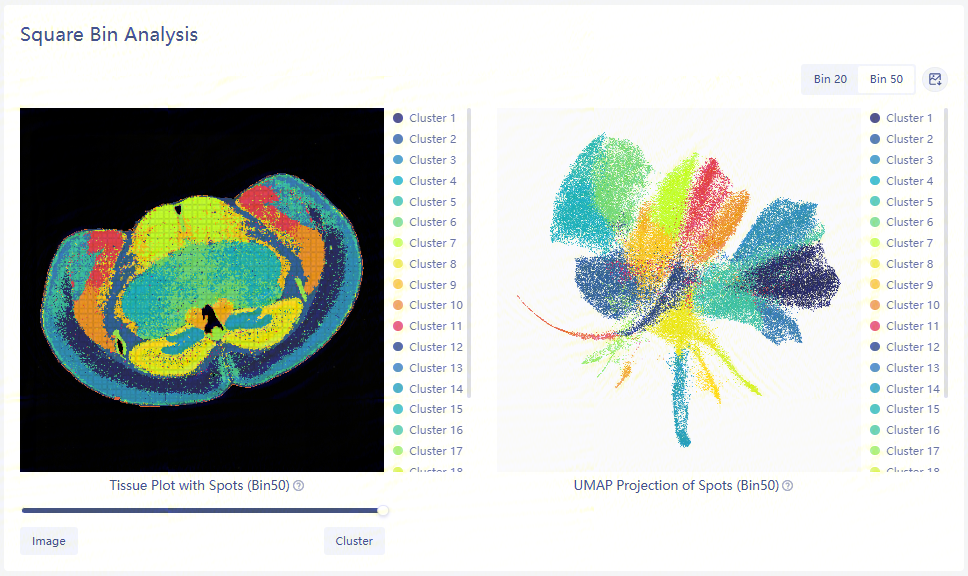 Square Bin Analysis
Bin 20
Bin 50
Cluster 1
Cluster 2
Cluster 3
Cluster 4
Cluster 5
Cluster 6
Cluster 7
Cluster 8
Cluster 9
Cluster 10
Cluster 11
Cluster 12
Cluster 13
Cluster 14
Cluster 15
Cluster 16
Cluster 17
Cluster 18
Tissue Plot with Spots (Bin50)
Image
Cluster
Cluster 1
Cluster 2
Cluster 3
Cluster 4
Cluster 5
Cluster 6
Cluster 7
Cluster 8
Cluster 9
Cluster 10
Cluster 11
Cluster 12
Cluster 13
Cluster 14
Cluster 15
Cluster 16
Cluster 17
Cluster 18
UMAP Projection of Spots (Bin50)